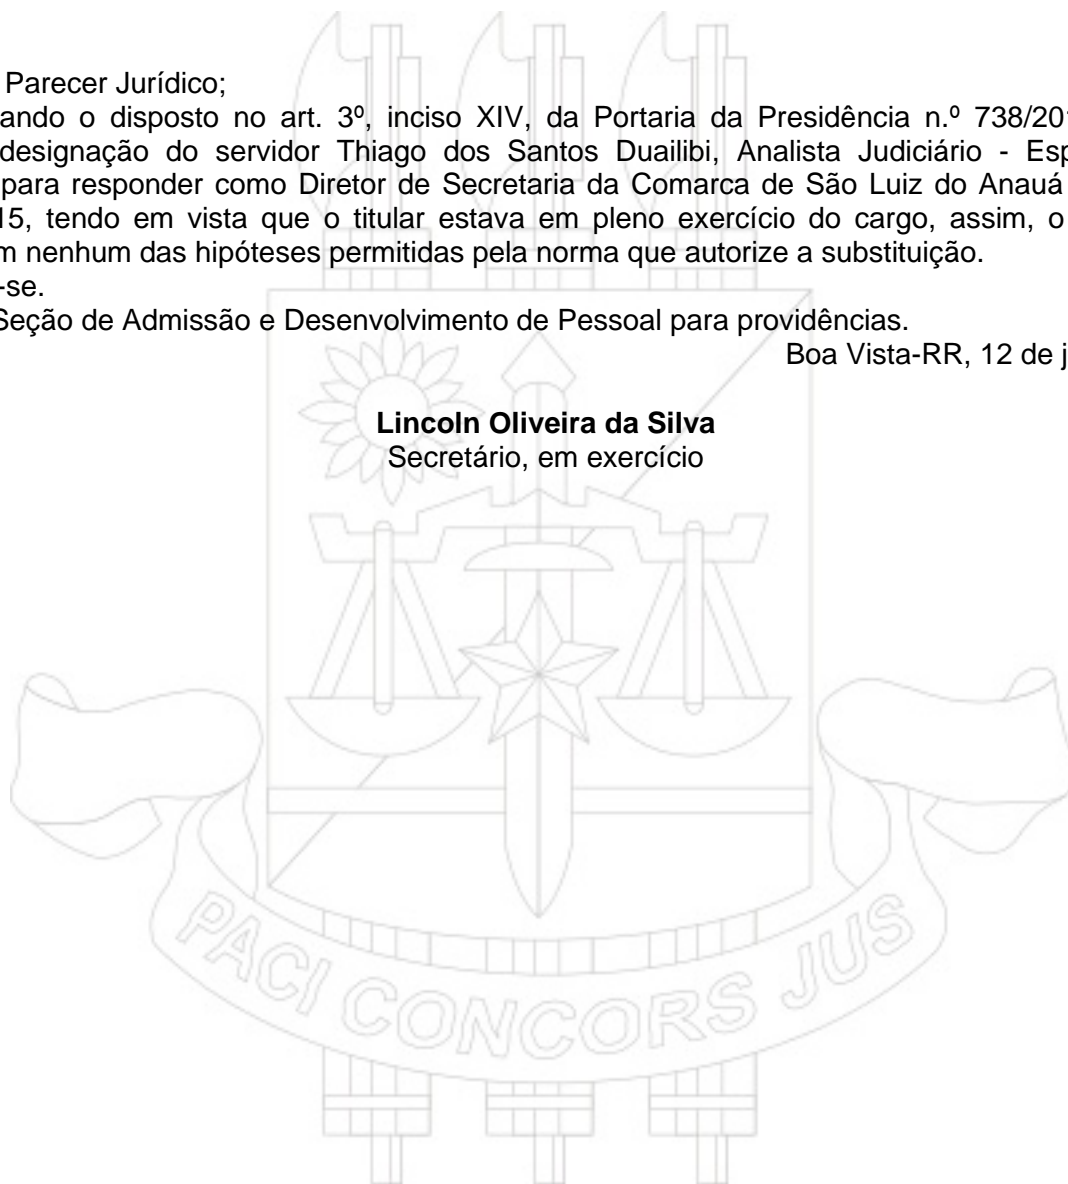 Parecer Jurídico;
ando o disposto no art. 3º, inciso XIV, da Portaria da Presidência n.º 738/20
designação do servidor Thiago dos Santos Duailibi, Analista Judiciário - Esp
para responder como Diretor de Secretaria da Comarca de São Luiz do Anauá
15, tendo em vista que o titular estava em pleno exercício do cargo, assim, o
m nenhum das hipóteses permitidas pela norma que autorize a substituição.
-se.
Seção de Admissão e Desenvolvimento de Pessoal para providências.
Boa Vista-RR, 12 de j
Lincoln Oliveira da Silva
Secretário, em exercício
PACI CONCORS JUS